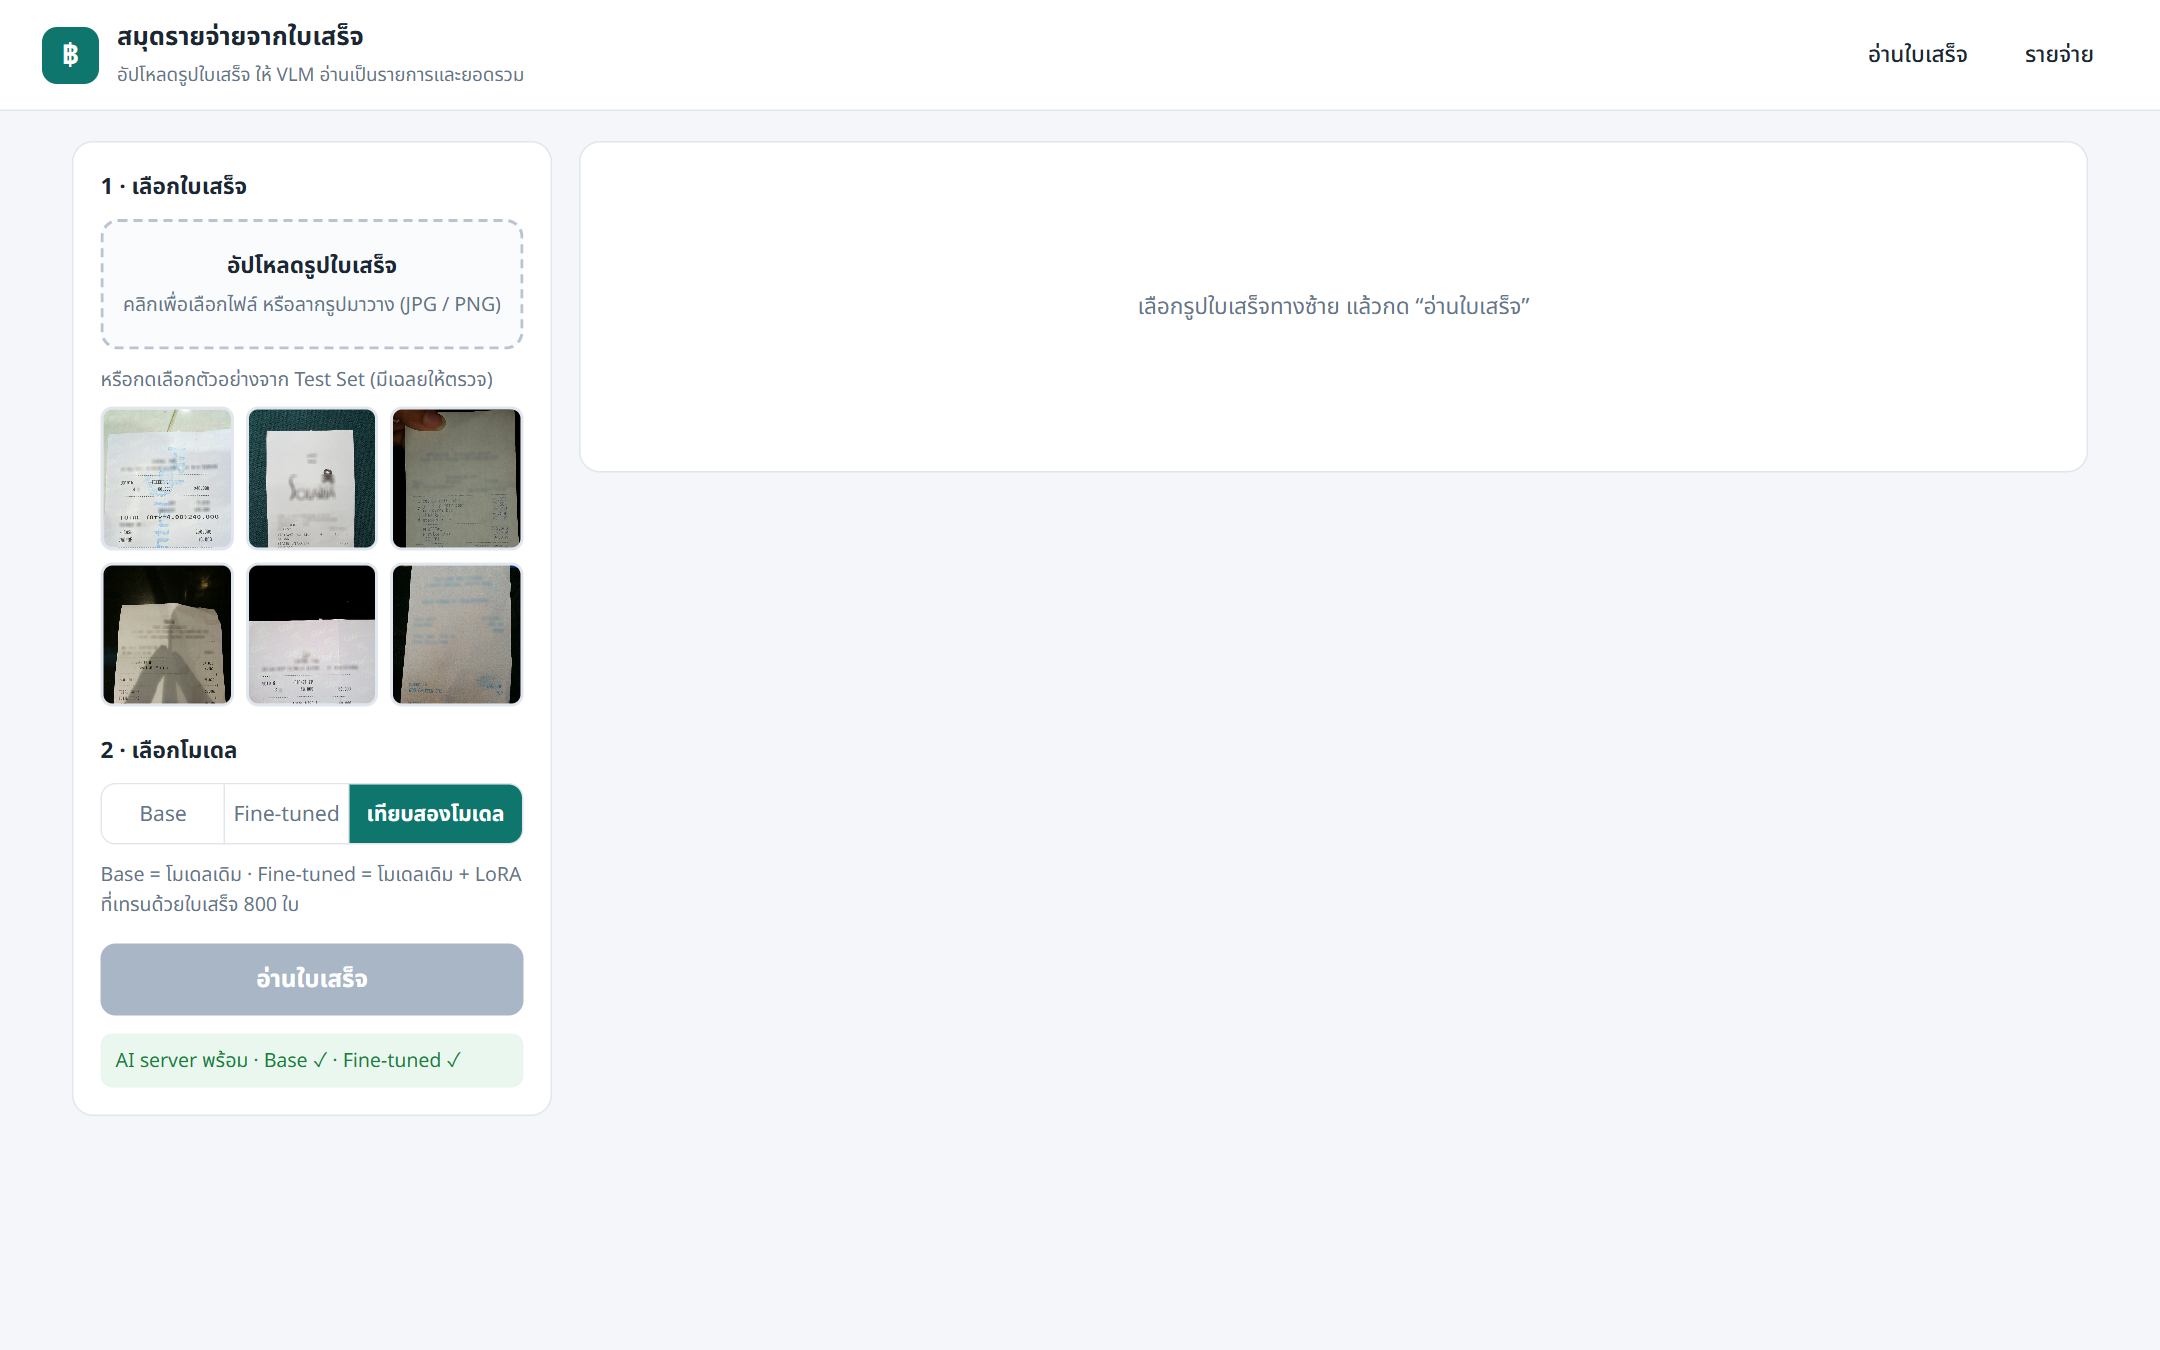 ฿
สมุดรายจ่ายจากใบเสร็จ
อัปโหลดรูปใบเสร็จ ให้ VLM อ่านเป็นรายการและยอดรวม
อ่านใบเสร็จ
รายจ่าย
1 · เลือกใบเสร็จ
อัปโหลดรูปใบเสร็จ
คลิกเพื่อเลือกไฟล์ หรือลากรูปมาวาง (JPG / PNG)
หรือกดเลือกตัวอย่างจาก Test Set (มีเฉลยให้ตรวจ)
2 · เลือกโมเดล
Base
Fine-tuned
เทียบสองโมเดล
Base = โมเดลเดิม · Fine-tuned = โมเดลเดิม + LoRA
ที่เทรนด้วยใบเสร็จ 800 ใบ
อ่านใบเสร็จ
AI server พร้อม · Base ✓ · Fine-tuned ✓
เลือกรูปใบเสร็จทางซ้าย แล้วกด “อ่านใบเสร็จ”